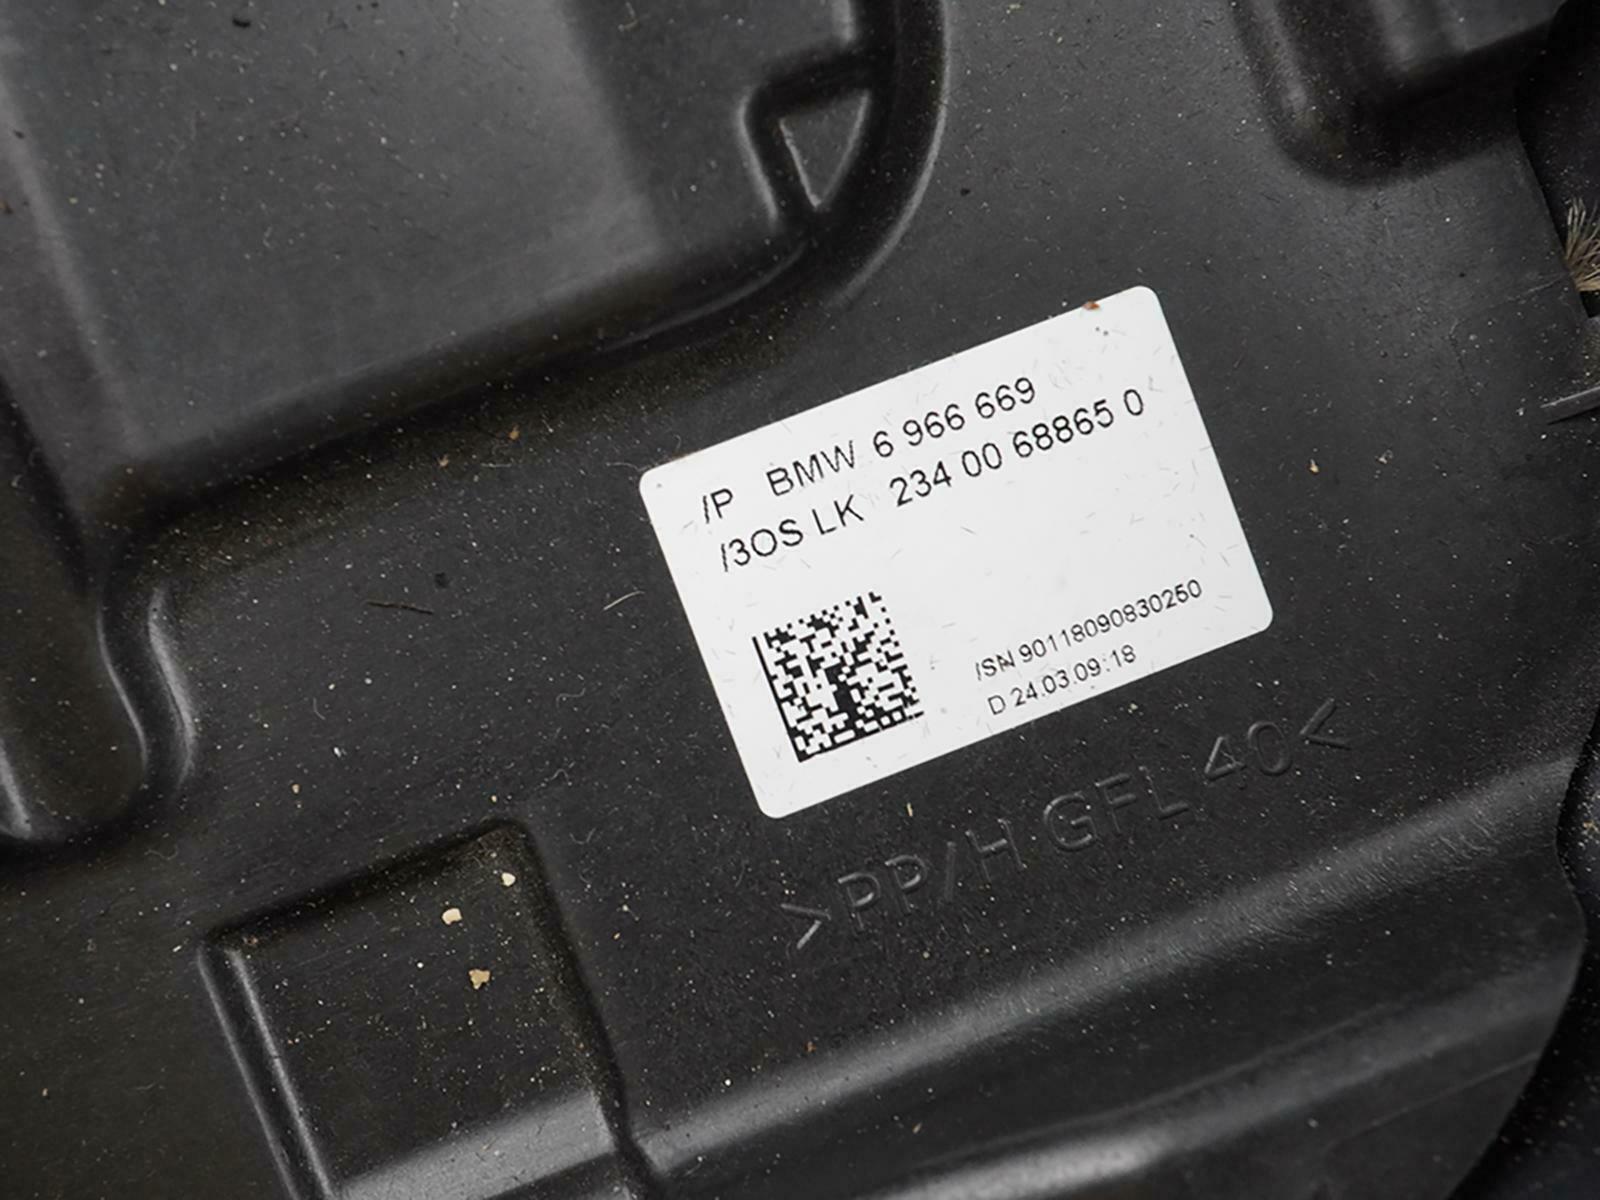 /P BMW 6 966 669
/3OS LK 234 00 68865 0
/SN 90118090830250
D 24.03.09:18
>PP/H GFL 40<